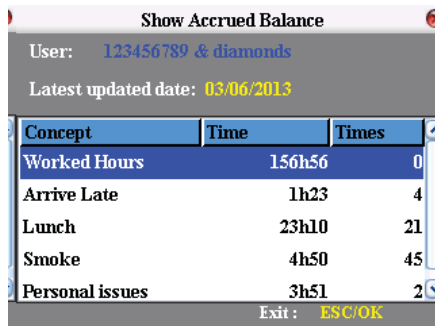 Show Accrued Balance
User: 123456789 & diamonds
Latest updated date: 03/06/2013
Concept Time Times
Worked Hours 156h56 0
Arrive Late 1h23 4
Lunch 23h10 21
Smoke 4h50 45
Personal issues 3h51 2
Exit : ESC/OK